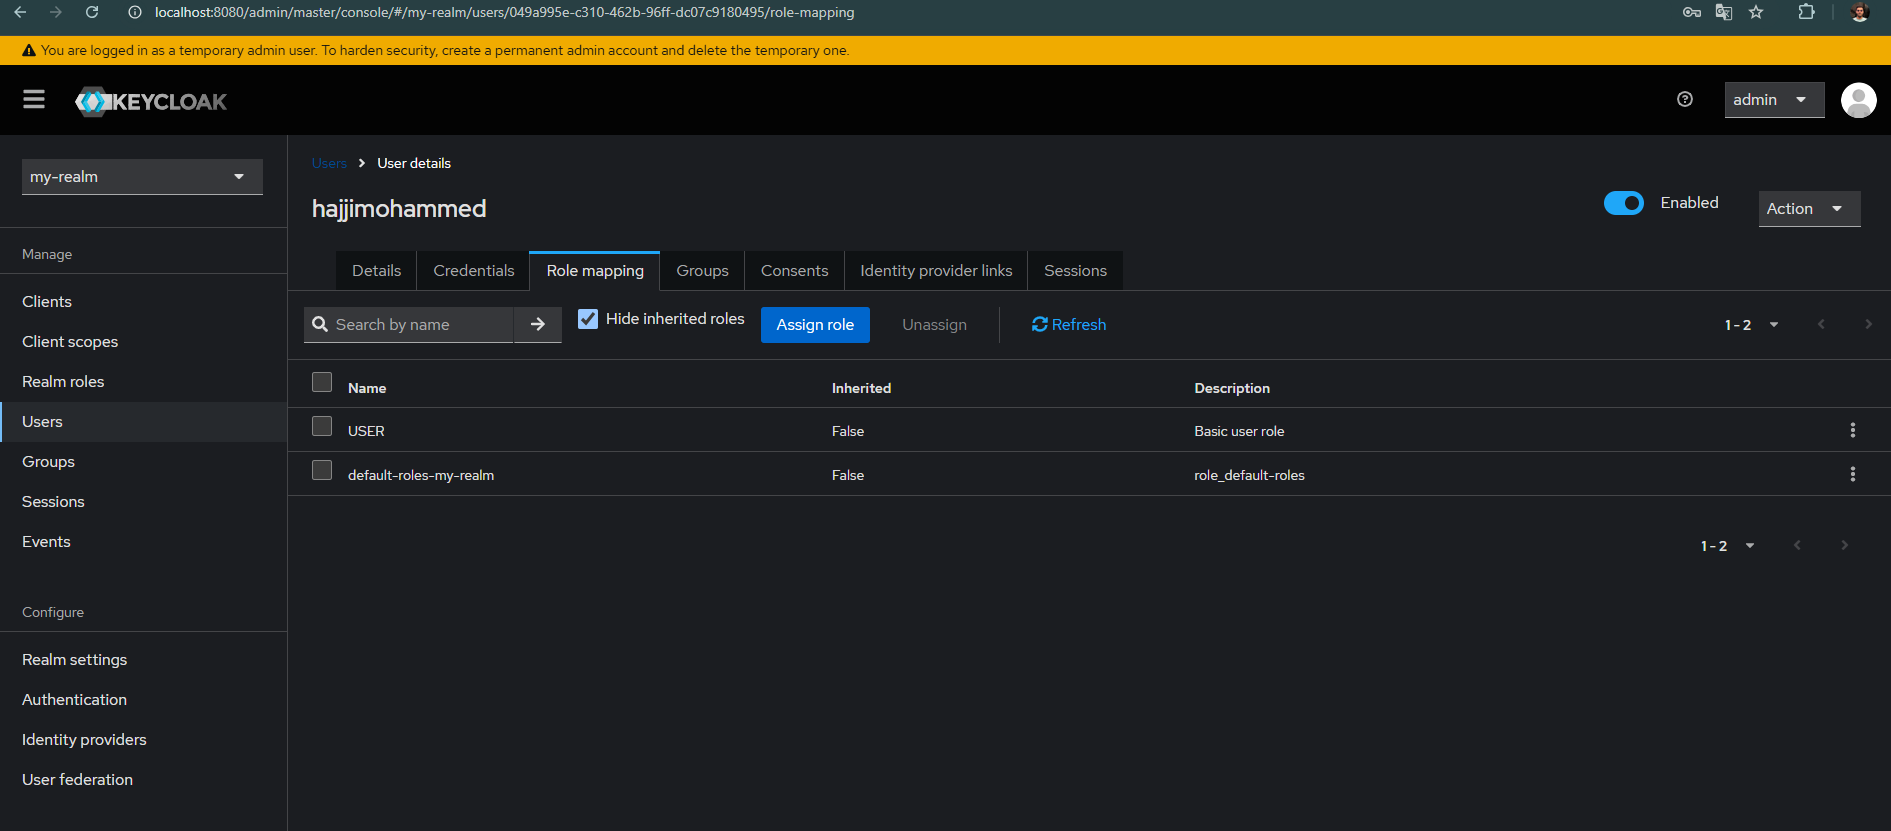 localhost:8080/admin/master/console/#/my-realm/users/049a995e-c310-462b-96ff-dc07c9180495/role-mapping
You are logged in as a temporary admin user. To harden security, create a permanent admin account and delete the temporary one.
KEYCLOAK
admin
my-realm
Manage
Clients
Client scopes
Realm roles
Users
Groups
Sessions
Events
Configure
Realm settings
Authentication
Identity providers
User federation
Users > User details
hajjimohammed
Enabled
Action
Details Credentials Role mapping Groups Consents Identity provider links Sessions
Search by name Hide inherited roles Assign role Unassign Refresh 1 - 2
Name Inherited Description
USER False Basic user role
default-roles-my-realm False role_default-roles
1 - 2